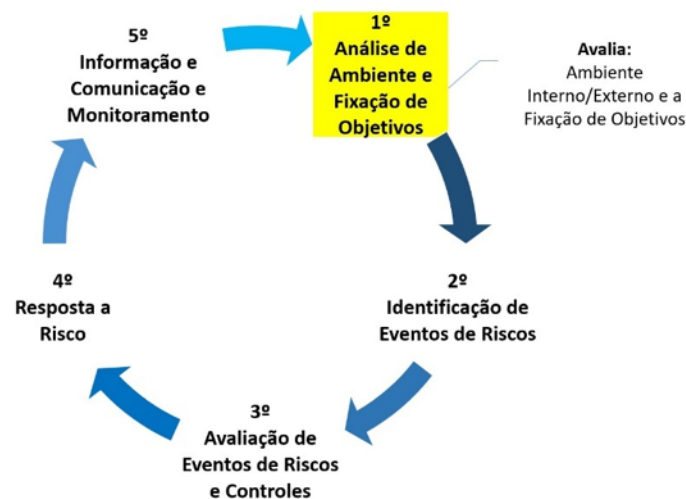 1º
Análise de
Ambiente e
Fixação de
Objetivos
Avalia:
Ambiente
Interno/Externo e a
Fixação de Objetivos
2º
Identificação de
Eventos de Riscos
3º
Avaliação de
Eventos de Riscos
e Controles
4º
Resposta a
Risco
5º
Informação e
Comunicação e
Monitoramento